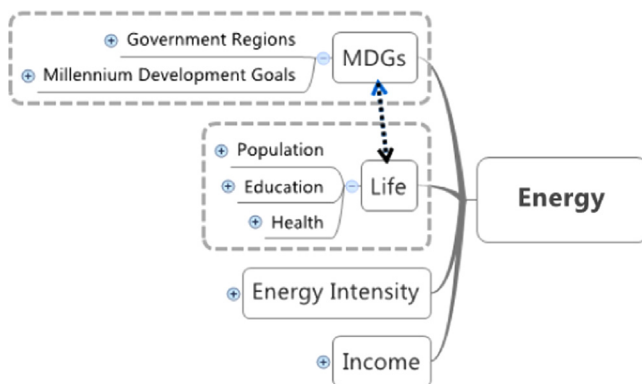 Government Regions
Millennium Development Goals
MDGs
Population
Education
Health
Life
Energy
Energy Intensity
Income